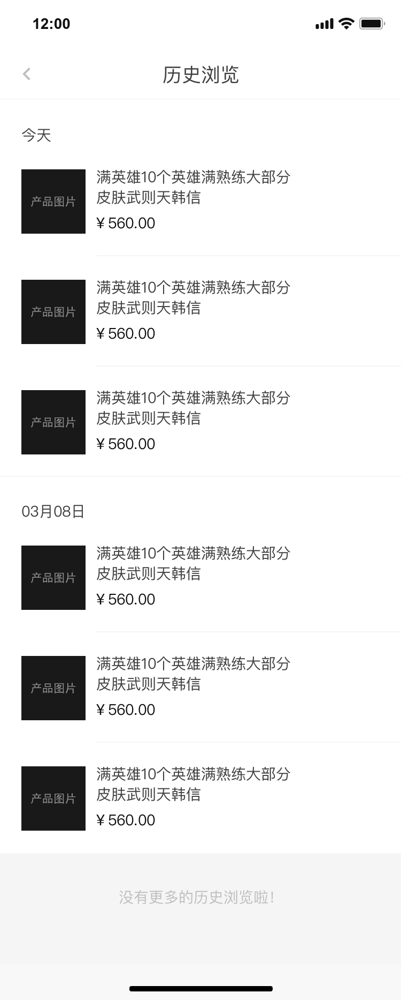 12:00
历史浏览
今天
产品图片
满英雄10个英雄满熟练大部分
皮肤武则天韩信
¥ 560.00
产品图片
满英雄10个英雄满熟练大部分
皮肤武则天韩信
¥ 560.00
产品图片
满英雄10个英雄满熟练大部分
皮肤武则天韩信
¥ 560.00
03月08日
产品图片
满英雄10个英雄满熟练大部分
皮肤武则天韩信
¥ 560.00
产品图片
满英雄10个英雄满熟练大部分
皮肤武则天韩信
¥ 560.00
产品图片
满英雄10个英雄满熟练大部分
皮肤武则天韩信
¥ 560.00
没有更多的历史浏览啦！